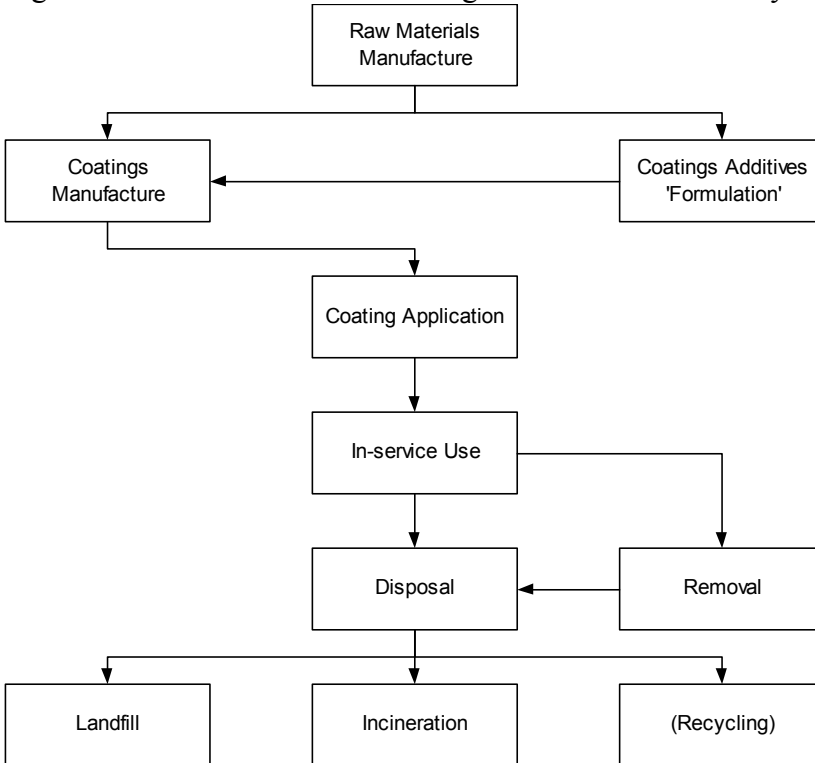 Raw Materials
Manufacture
Coatings
Manufacture
Coatings Additives
'Formulation'
Coating Application
In-service Use
Disposal
Removal
Landfill
Incineration
(Recycling)